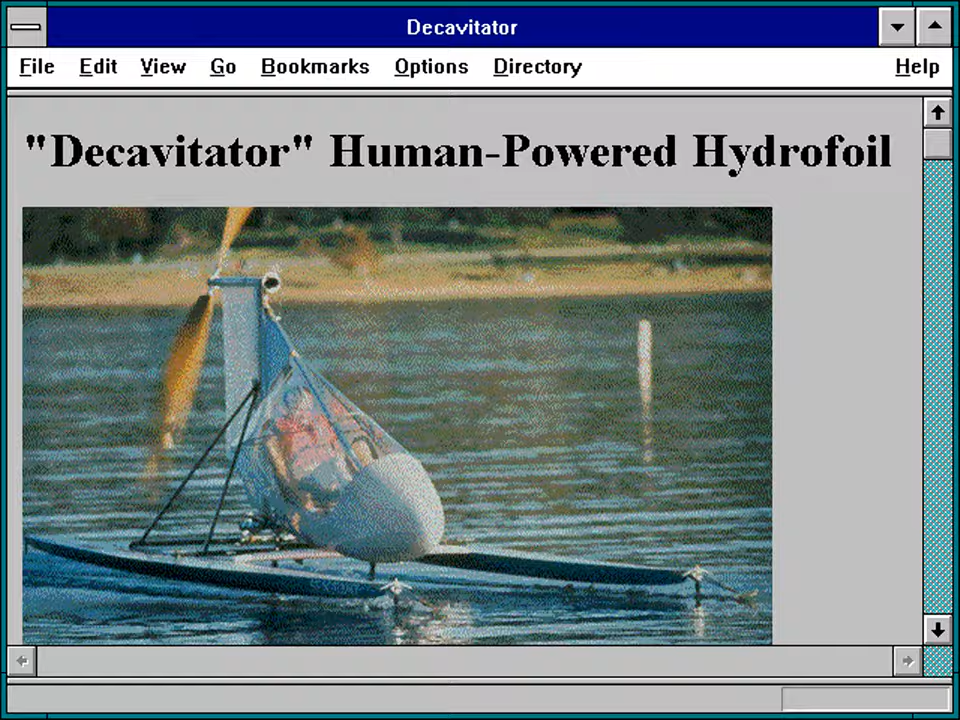 Decavitator
File Edit View Go Bookmarks Options Directory Help
"Decavitator" Human-Powered Hydrofoil